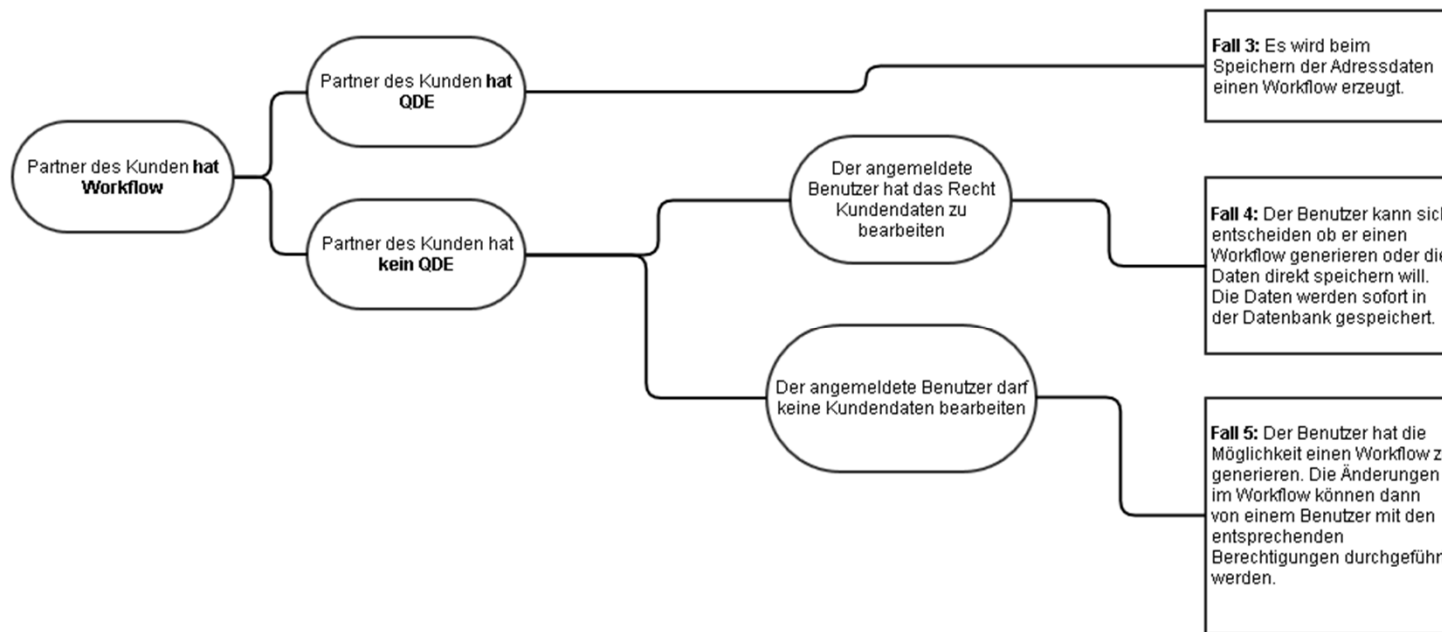 Partner des Kunden hat
Workflow
Partner des Kunden hat
QDE
Partner des Kunden hat
kein QDE
Der angemeldete
Benutzer hat das Recht
Kundendaten zu
bearbeiten
Der angemeldete Benutzer darf
keine Kundendaten bearbeiten
Fall 3: Es wird beim
Speichern der Adressdaten
einen Workflow erzeugt.
Fall 4: Der Benutzer kann sich
entscheiden ob er einen
Workflow generieren oder die
Daten direkt speichern will.
Die Daten werden sofort in
der Datenbank gespeichert.
Fall 5: Der Benutzer hat die
Möglichkeit einen Workflow z
generieren. Die Änderungen
im Workflow können dann
von einem Benutzer mit den
entsprechenden
Berechtigungen durchgeführ
werden.